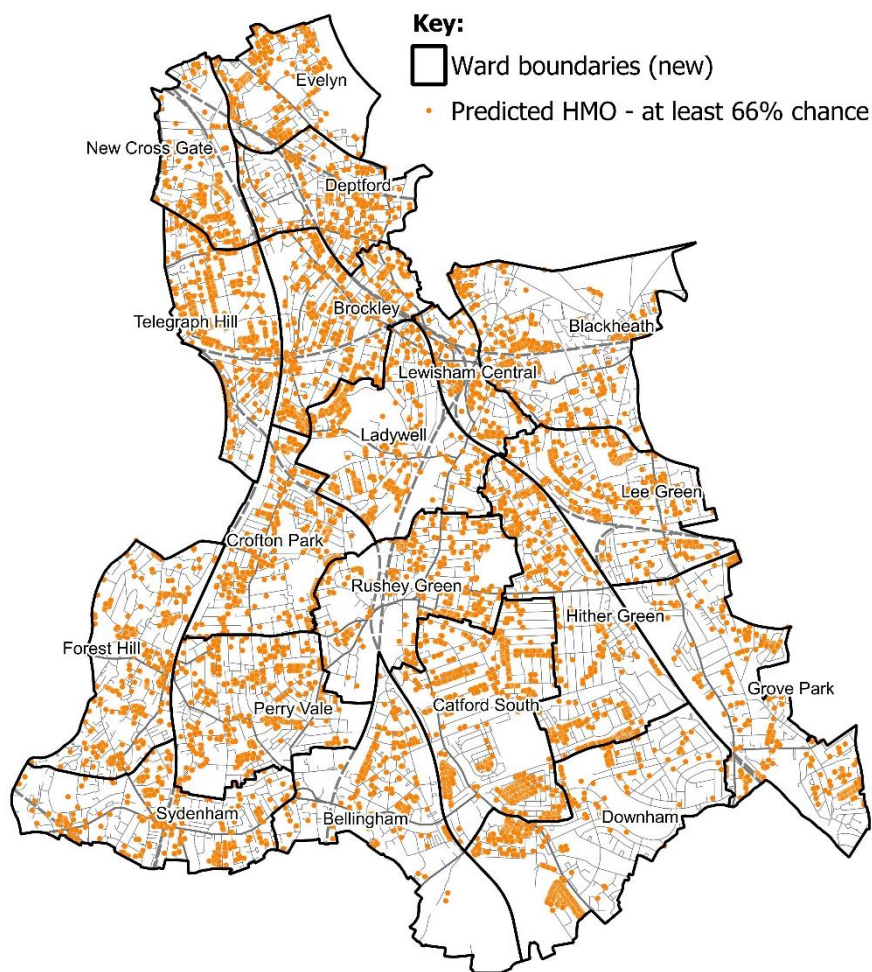 Key:
Ward boundaries (new)
Predicted HMO - at least 66% chance
Evelyn
New Cross Gate
Deptford
Brockley
Telegraph Hill
Blackheath
Lewisham Central
Ladywell
Lee Green
Crofton Park
Rushey Green
Hither Green
Forest Hill
Grove Park
Perry Vale
Catford South
Sydenham
Bellingham
Downham